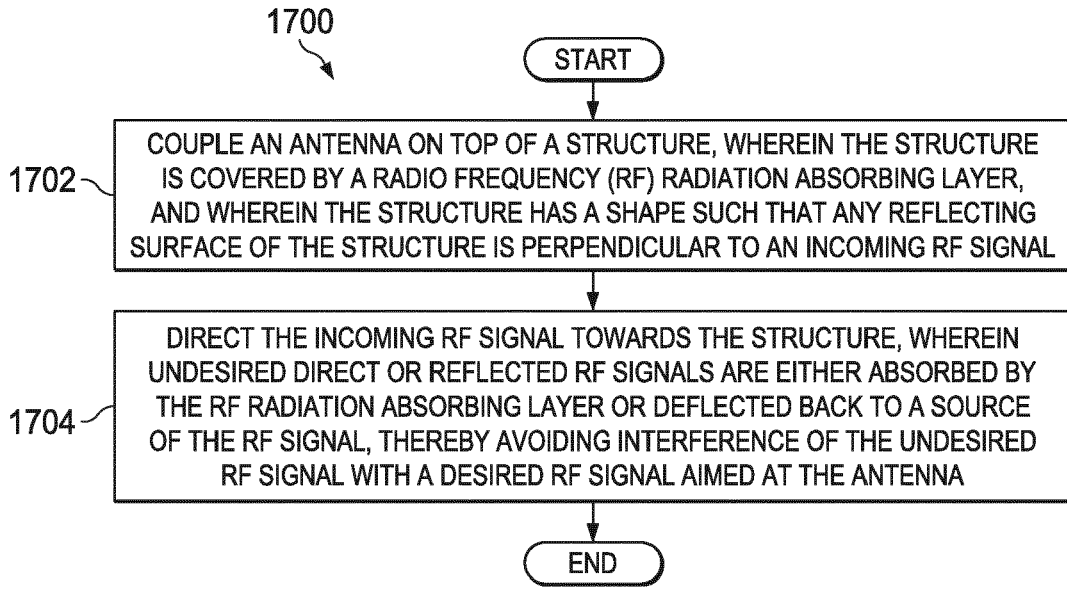 1700
START
1702
COUPLE AN ANTENNA ON TOP OF A STRUCTURE, WHEREIN THE STRUCTURE
IS COVERED BY A RADIO FREQUENCY (RF) RADIATION ABSORBING LAYER,
AND WHEREIN THE STRUCTURE HAS A SHAPE SUCH THAT ANY REFLECTING
SURFACE OF THE STRUCTURE IS PERPENDICULAR TO AN INCOMING RF SIGNAL
1704
DIRECT THE INCOMING RF SIGNAL TOWARDS THE STRUCTURE, WHEREIN
UNDESIRED DIRECT OR REFLECTED RF SIGNALS ARE EITHER ABSORBED BY
THE RF RADIATION ABSORBING LAYER OR DEFLECTED BACK TO A SOURCE
OF THE RF SIGNAL, THEREBY AVOIDING INTERFERENCE OF THE UNDESIRED
RF SIGNAL WITH A DESIRED RF SIGNAL AIMED AT THE ANTENNA
END